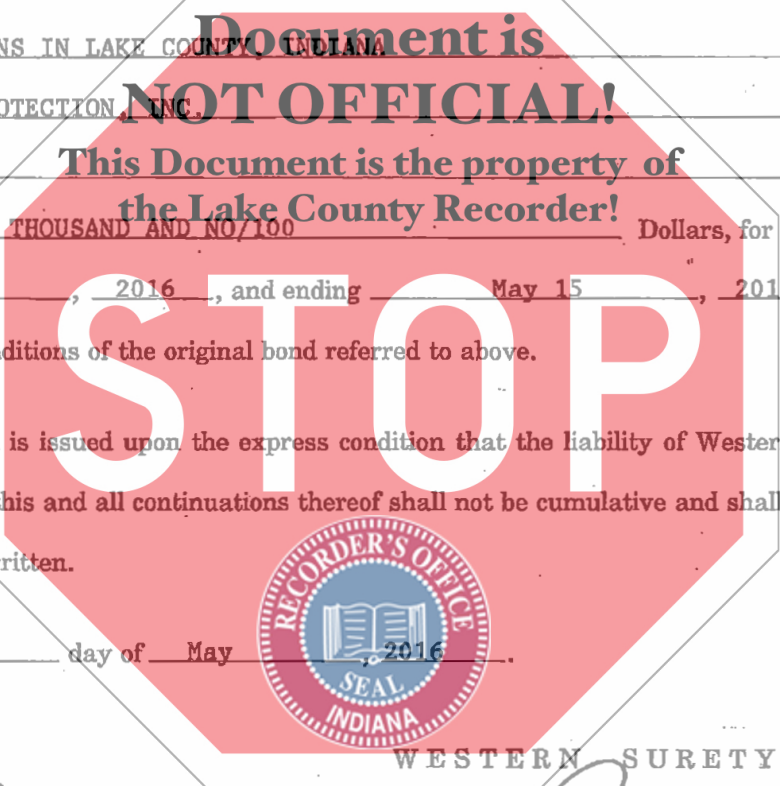 Document is
NS IN LAKE COUNTY, INDIANA
NOT OFFICIAL!
OTECTION, INC.
This Document is the property of
the Lake County Recorder!
THOUSAND AND NO/100 Dollars, for
, 2016 , and ending May 15 , 201
ditions of the original bond referred to above.
STOP
is issued upon the express condition that the liability of Wester
his and all continuations thereof shall not be cumulative and shall
ritten.
RECORDER'S OFFICE
day of May , 2016 .
SEAL
INDIANA
WESTERN SURETY